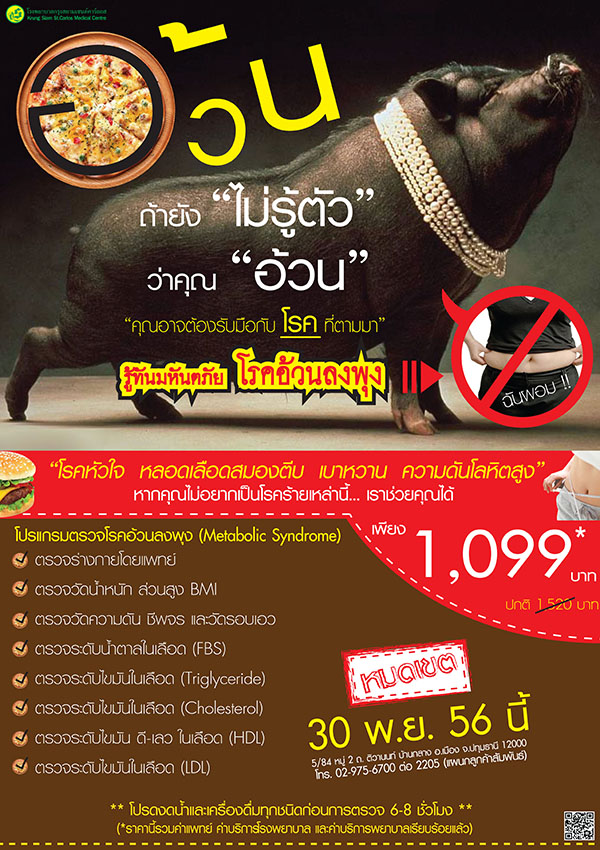 โรงพยาบาลกรุงสยามเซนต์คาร์ลอส
Krung Siam St.Carlos Medical Centre
อ้วน
ถ้ายัง “ไม่รู้ตัว”
ว่าคุณ “อ้วน”
“คุณอาจต้องรับมือกับ โรค ที่ตามมา”
รู้ทันมหันตภัย โรคอ้วนลงพุง
ฉันผอม !!
“โรคหัวใจ หลอดเลือดสมองตีบ เบาหวาน ความดันโลหิตสูง”
หากคุณไม่อยากเป็นโรคร้ายเหล่านี้... เราช่วยคุณได้
เพียง 1,099* บาท
ปกติ 1,520 บาท
โปรแกรมตรวจโรคอ้วนลงพุง (Metabolic Syndrome)
ตรวจร่างกายโดยแพทย์
ตรวจวัดน้ำหนัก ส่วนสูง BMI
ตรวจวัดความดัน ชีพจร และวัดรอบเอว
ตรวจระดับน้ำตาลในเลือด (FBS)
ตรวจระดับไขมันในเลือด (Triglyceride)
ตรวจระดับไขมันในเลือด (Cholesterol)
ตรวจระดับไขมัน ดี-เลว ในเลือด (HDL)
ตรวจระดับไขมันในเลือด (LDL)
หมดเขต
30 พ.ย. 56 นี้
5/84 หมู่ 2 ถ. ติวานนท์ บ้านกลาง อ.เมือง จ.ปทุมธานี 12000
โทร. 02-975-6700 ต่อ 2205 (แผนกลูกค้าสัมพันธ์)
** โปรดงดน้ำและเครื่องดื่มทุกชนิดก่อนการตรวจ 6-8 ชั่วโมง **
(*ราคานี้รวมค่าแพทย์ ค่าบริการโรงพยาบาล และค่าบริการพยาบาลเรียบร้อยแล้ว)